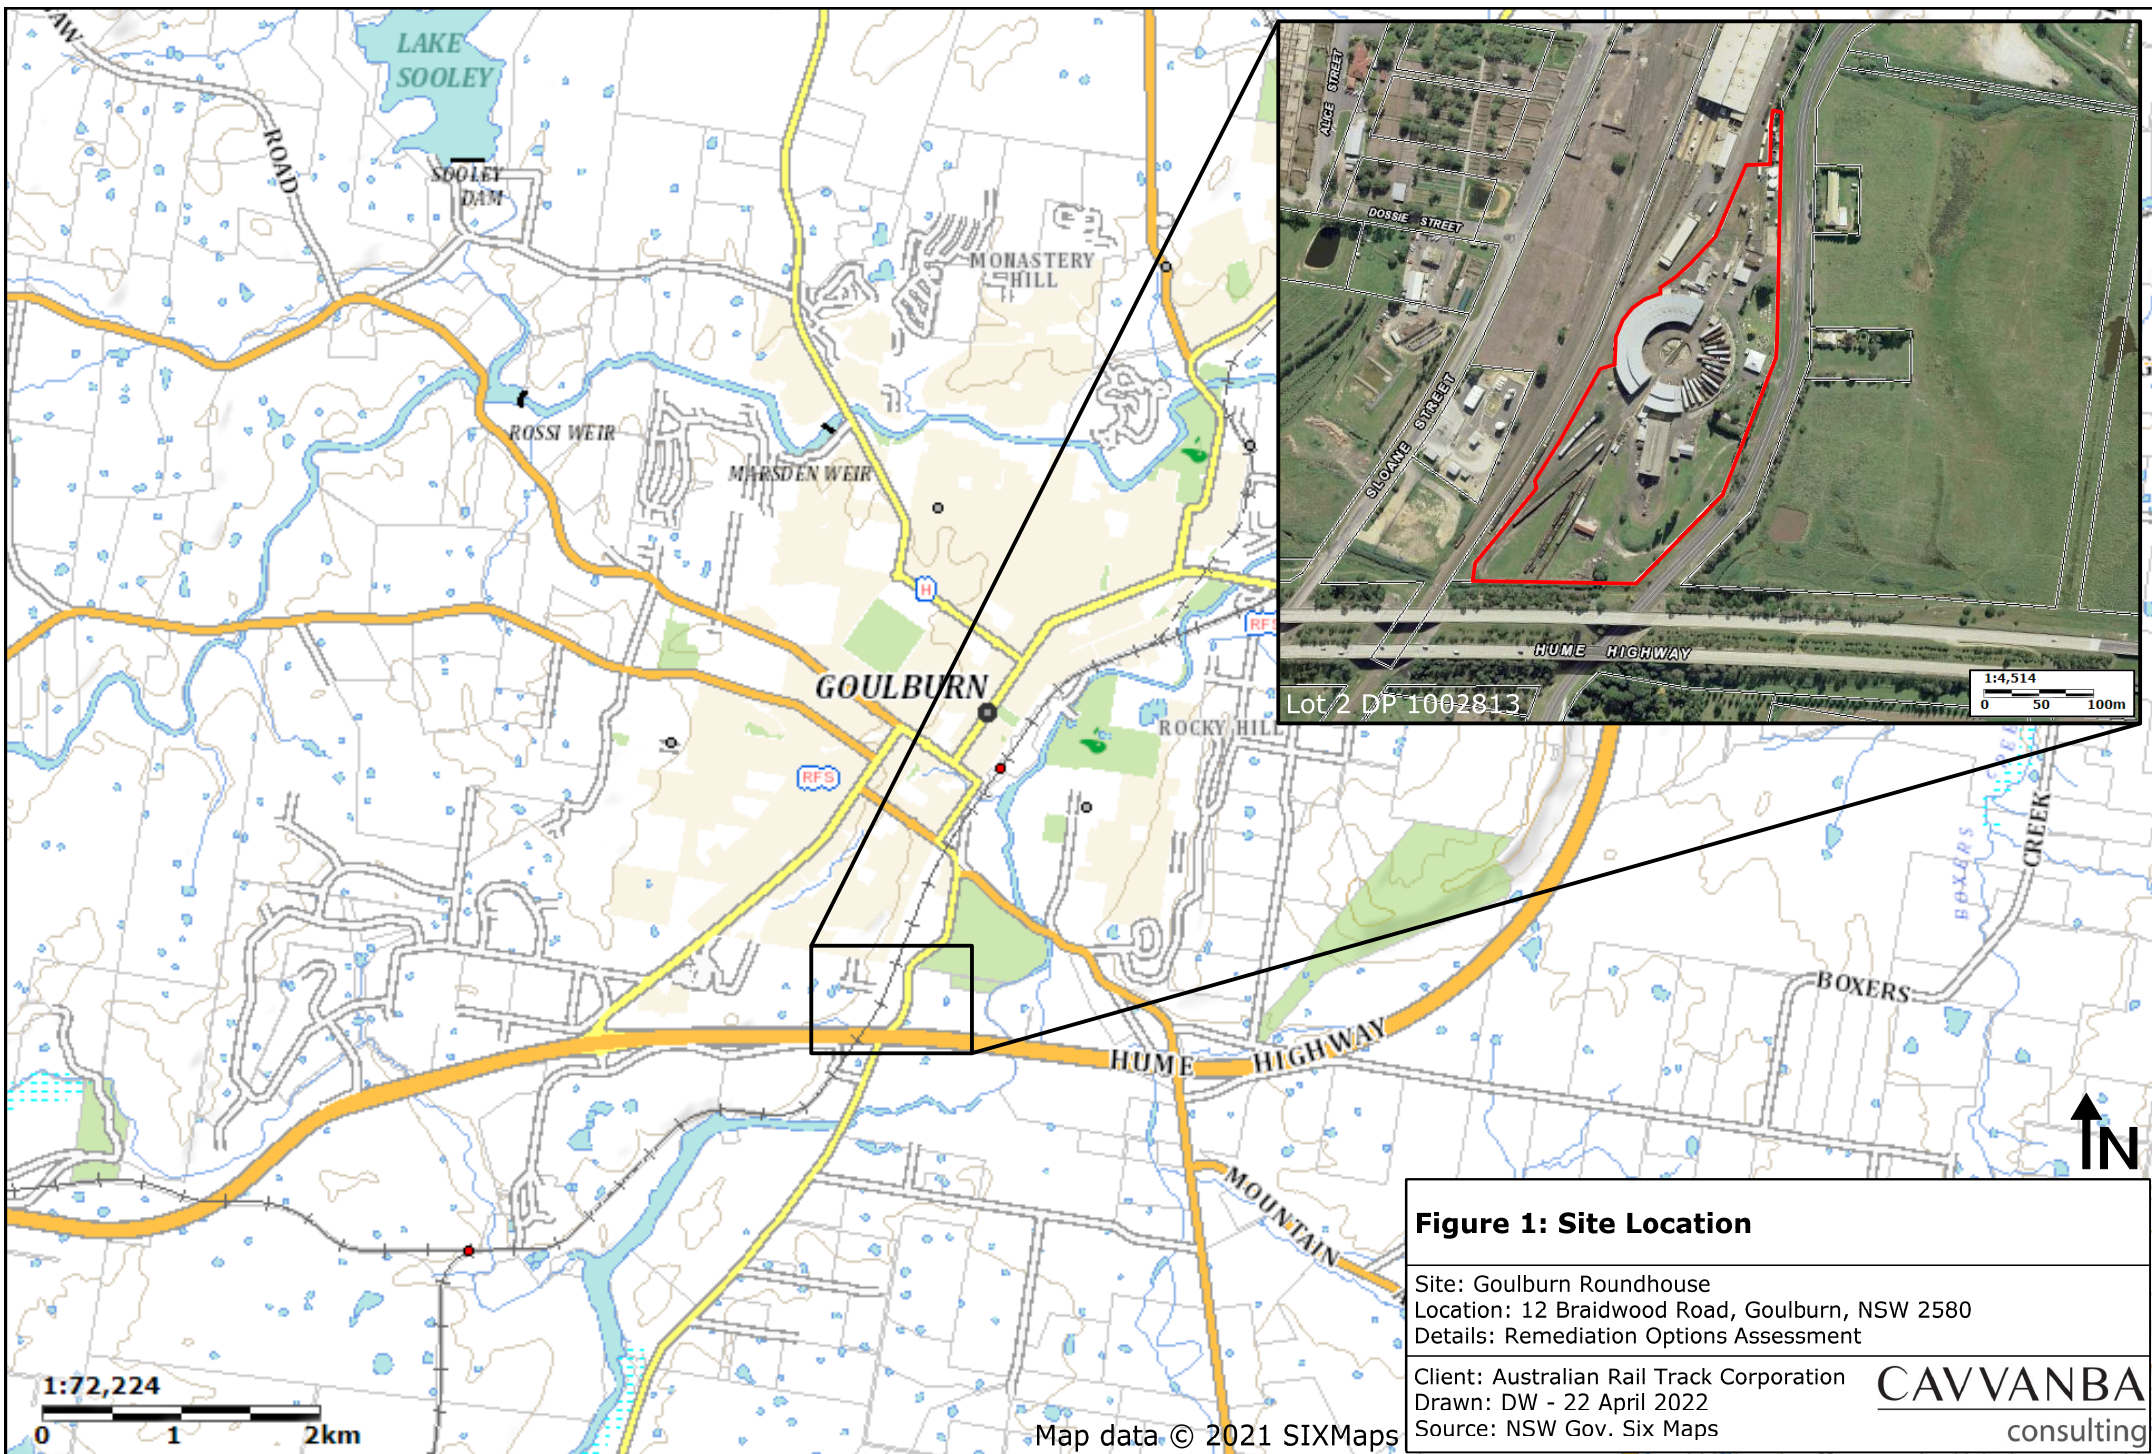 AW
ROAD
LAKE
SOOLEY
SOOLEY
DAM
MONASTERY
HILL
ROSSI WEIR
MARSDEN WEIR
H
RFS
GOULBURN
ROCKY HILL
RFS
ALICE STREET
DOSSIE STREET
SLOANE STREET
HUME HIGHWAY
Lot 2 DP 1002813
1:4,514
0 50 100m
BOXERS
CREEK
BOXERS
HUME HIGHWAY
MOUNTAIN
N
1:72,224
0 1 2km
Map data © 2021 SIXMaps
Figure 1: Site Location
Site: Goulburn Roundhouse
Location: 12 Braidwood Road, Goulburn, NSW 2580
Details: Remediation Options Assessment
Client: Australian Rail Track Corporation
Drawn: DW - 22 April 2022
Source: NSW Gov. Six Maps
CAVVANBA
consulting